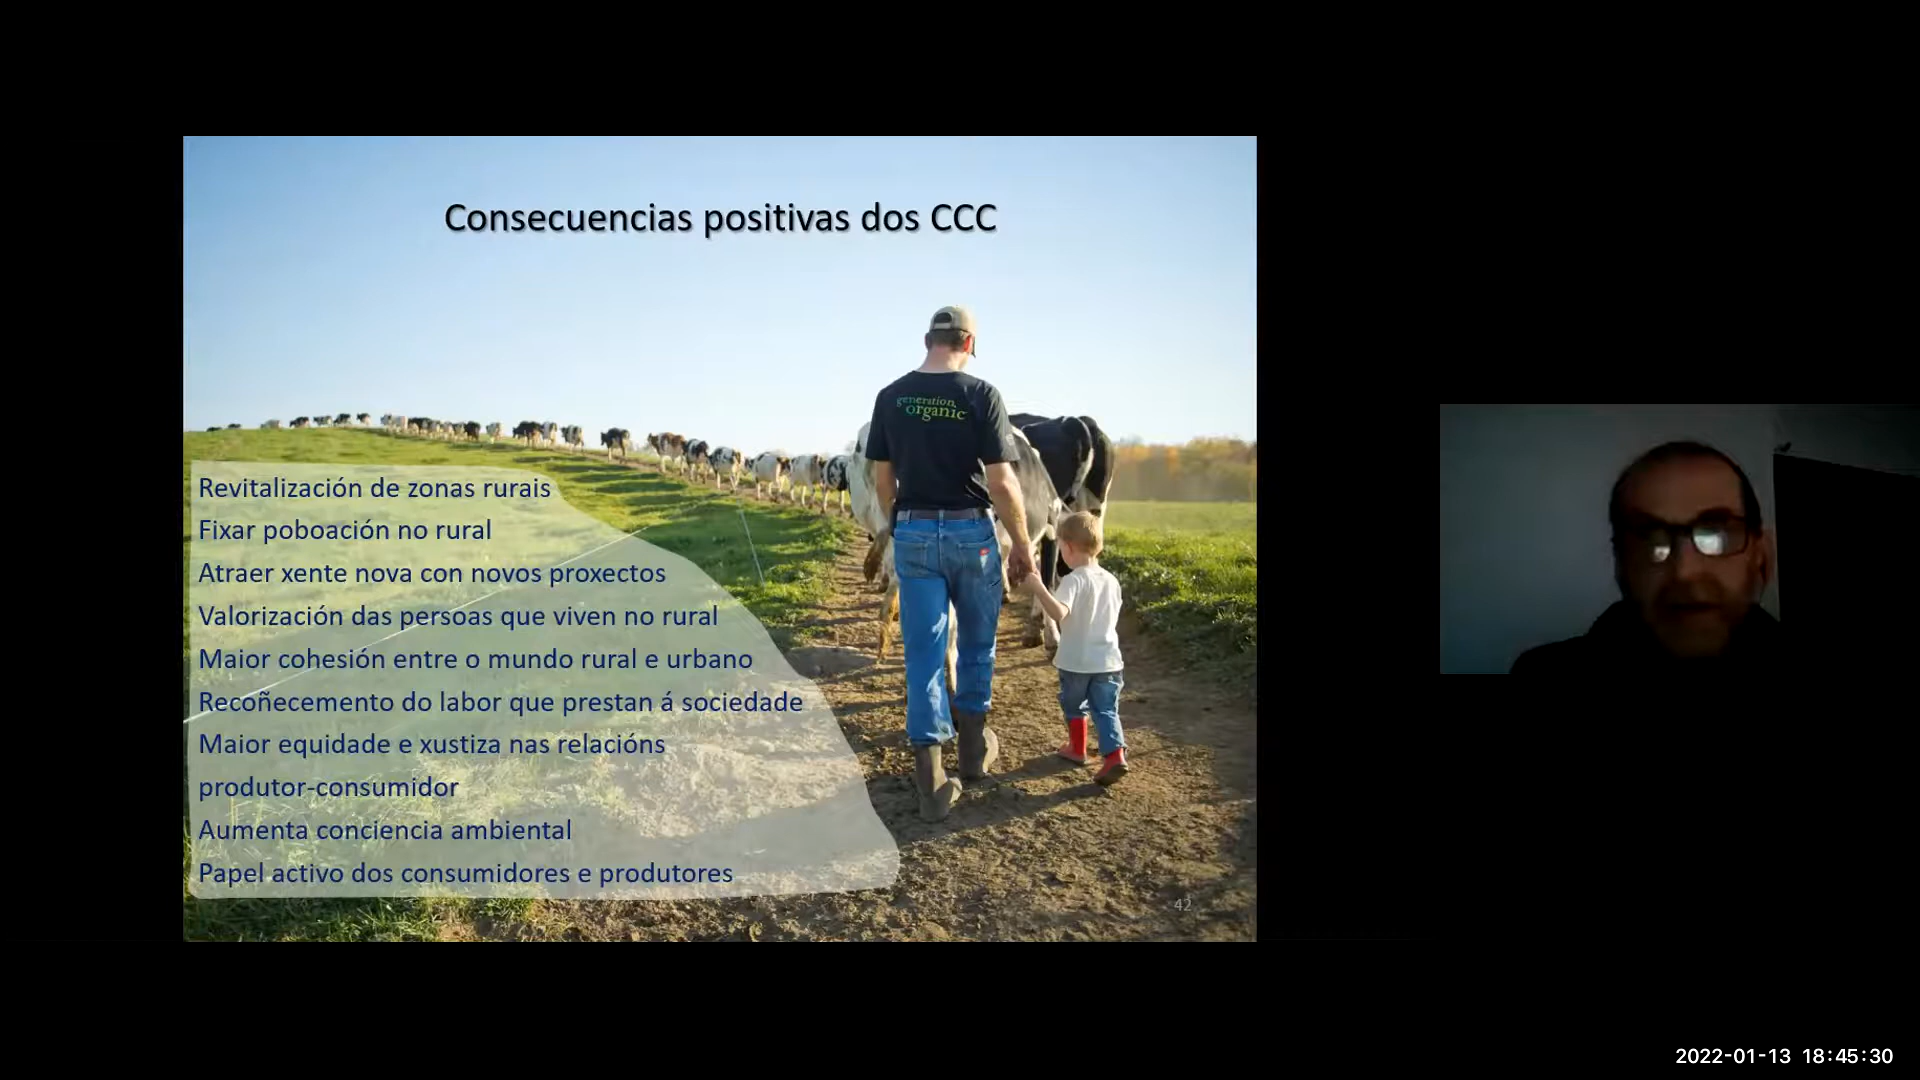 Consecuencias positivas dos CCC
generation
organic
Revitalización de zonas rurais
Fixar poboación no rural
Atraer xente nova con novos proxectos
Valorización das persoas que viven no rural
Maior cohesión entre o mundo rural e urbano
Recoñecemento do labor que prestan á sociedade
Maior equidade e xustiza nas relacións
produtor-consumidor
Aumenta conciencia ambiental
Papel activo dos consumidores e produtores
42
2022-01-13 18:45:30